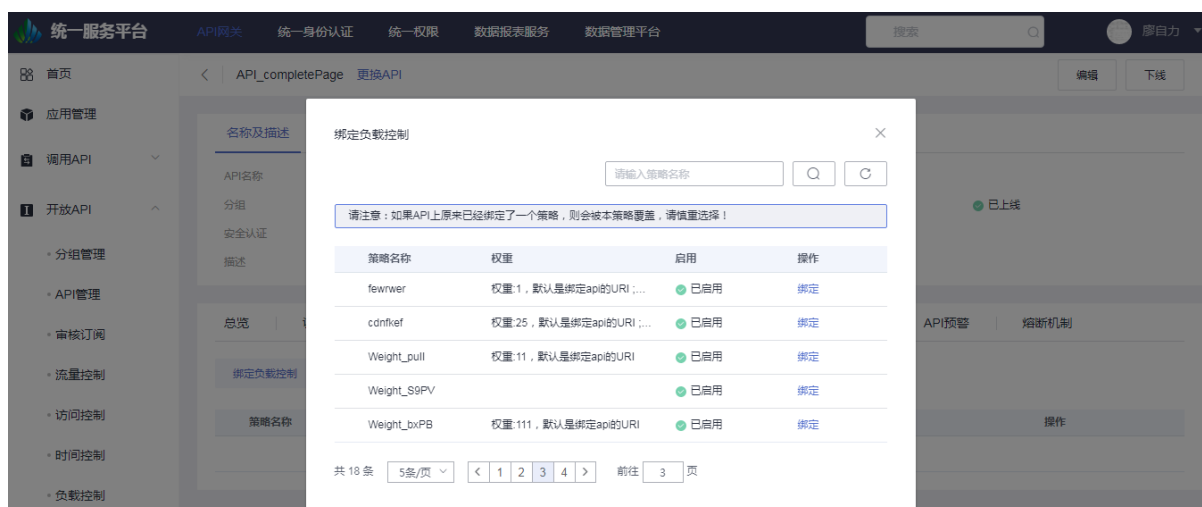 统一服务平台 API网关 统一身份认证 统一权限 数据报表服务 数据管理平台 搜索 廖自力
首页 API_completePage 更换API 编辑 下线
应用管理
调用API
开放API
分组管理
API管理
审核订阅
流量控制
访问控制
时间控制
负载控制
名称及描述
API名称
分组 已上线
安全认证
描述
总览 API预警 熔断机制
绑定负载控制
策略名称 操作
绑定负载控制
请输入策略名称
请注意:如果API上原来已经绑定了一个策略,则会被本策略覆盖,请慎重选择!
策略名称 权重 启用 操作
fewrwer 权重:1,默认是绑定api的URI;... 已启用 绑定
cdnfkef 权重:25,默认是绑定api的URI;... 已启用 绑定
Weight_pull 权重:11,默认是绑定api的URI 已启用 绑定
Weight_S9PV 已启用 绑定
Weight_bxPB 权重:111,默认是绑定api的URI 已启用 绑定
共 18 条 5条/页 1 2 3 4 前往 3 页